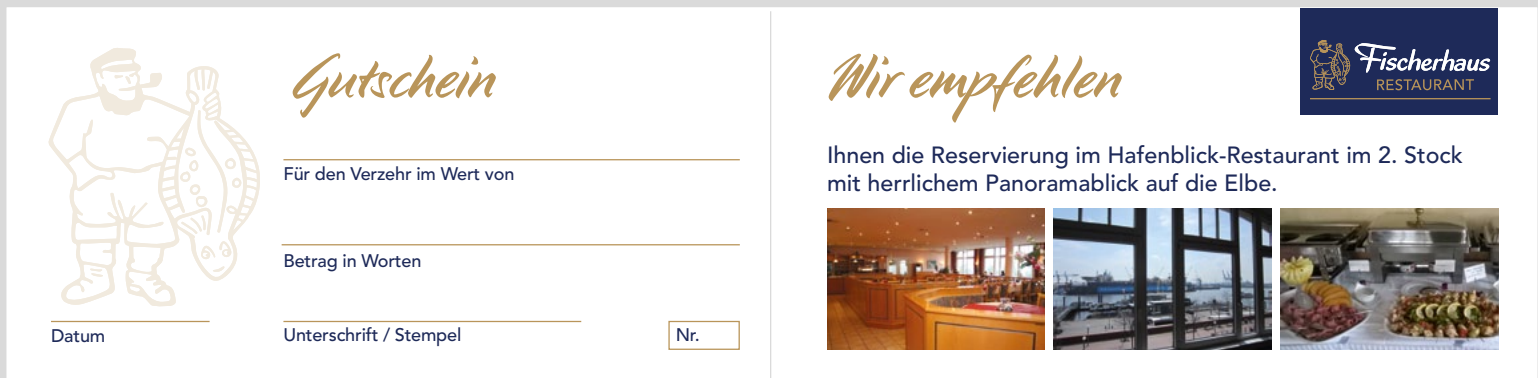 Gutschein
Für den Verzehr im Wert von
Betrag in Worten
Datum
Unterschrift / Stempel
Nr.
Wir empfehlen
Fischerhaus
RESTAURANT
Ihnen die Reservierung im Hafenblick-Restaurant im 2. Stock
mit herrlichem Panoramablick auf die Elbe.